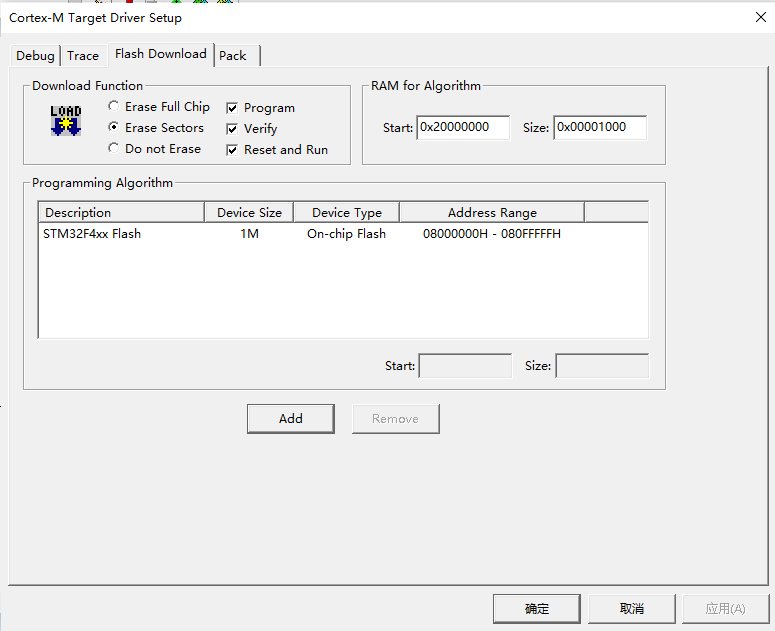 Cortex-M Target Driver Setup
Debug Trace Flash Download Pack
Download Function
LOAD
Erase Full Chip
Erase Sectors
Do not Erase
Program
Verify
Reset and Run
RAM for Algorithm
Start: 0x20000000 Size: 0x00001000
Programming Algorithm
Description Device Size Device Type Address Range
STM32F4xx Flash 1M On-chip Flash 08000000H - 080FFFFFH
Start: Size:
Add Remove
确定 取消 应用(A)